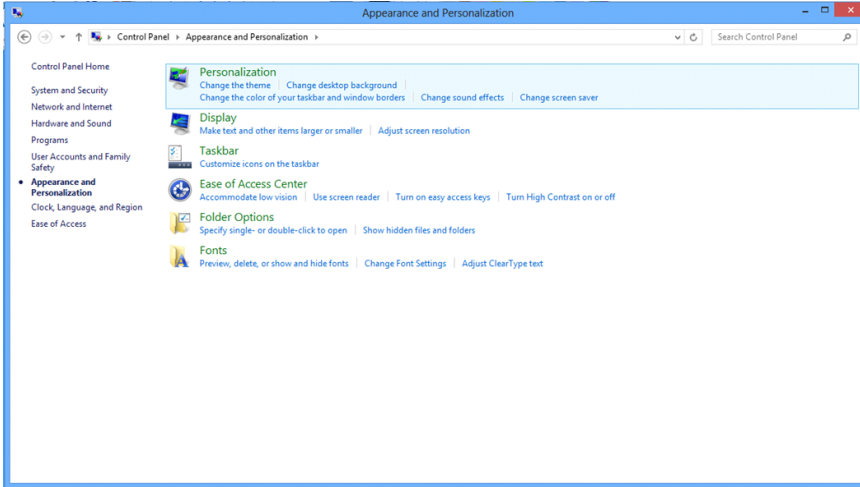 Appearance and Personalization
Control Panel Appearance and Personalization
Search Control Panel
Control Panel Home
System and Security
Network and Internet
Hardware and Sound
Programs
User Accounts and Family
Safety
Appearance and
Personalization
Clock, Language, and Region
Ease of Access
Personalization
Change the theme Change desktop background
Change the color of your taskbar and window borders Change sound effects Change screen saver
Display
Make text and other items larger or smaller Adjust screen resolution
Taskbar
Customize icons on the taskbar
Ease of Access Center
Accommodate low vision Use screen reader Turn on easy access keys Turn High Contrast on or off
Folder Options
Specify single- or double-click to open Show hidden files and folders
Fonts
Preview, delete, or show and hide fonts Change Font Settings Adjust ClearType text